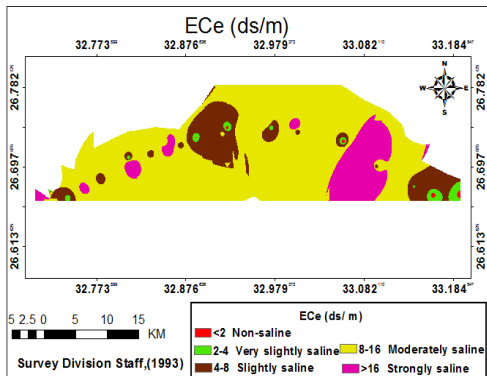 ECe (ds/m)
32.773 32.876 32.979 33.082 33.184
26.782 26.782
N
W E
S
26.697 26.697
26.613 26.613
32.773 32.876 32.979 33.082 33.184
5 2.5 0 5 10 15
KM
Survey Division Staff,(1993)
ECe (ds/ m)
<2 Non-saline
2-4 Very slightly saline
4-8 Slightly saline
8-16 Moderately saline
>16 Strongly saline